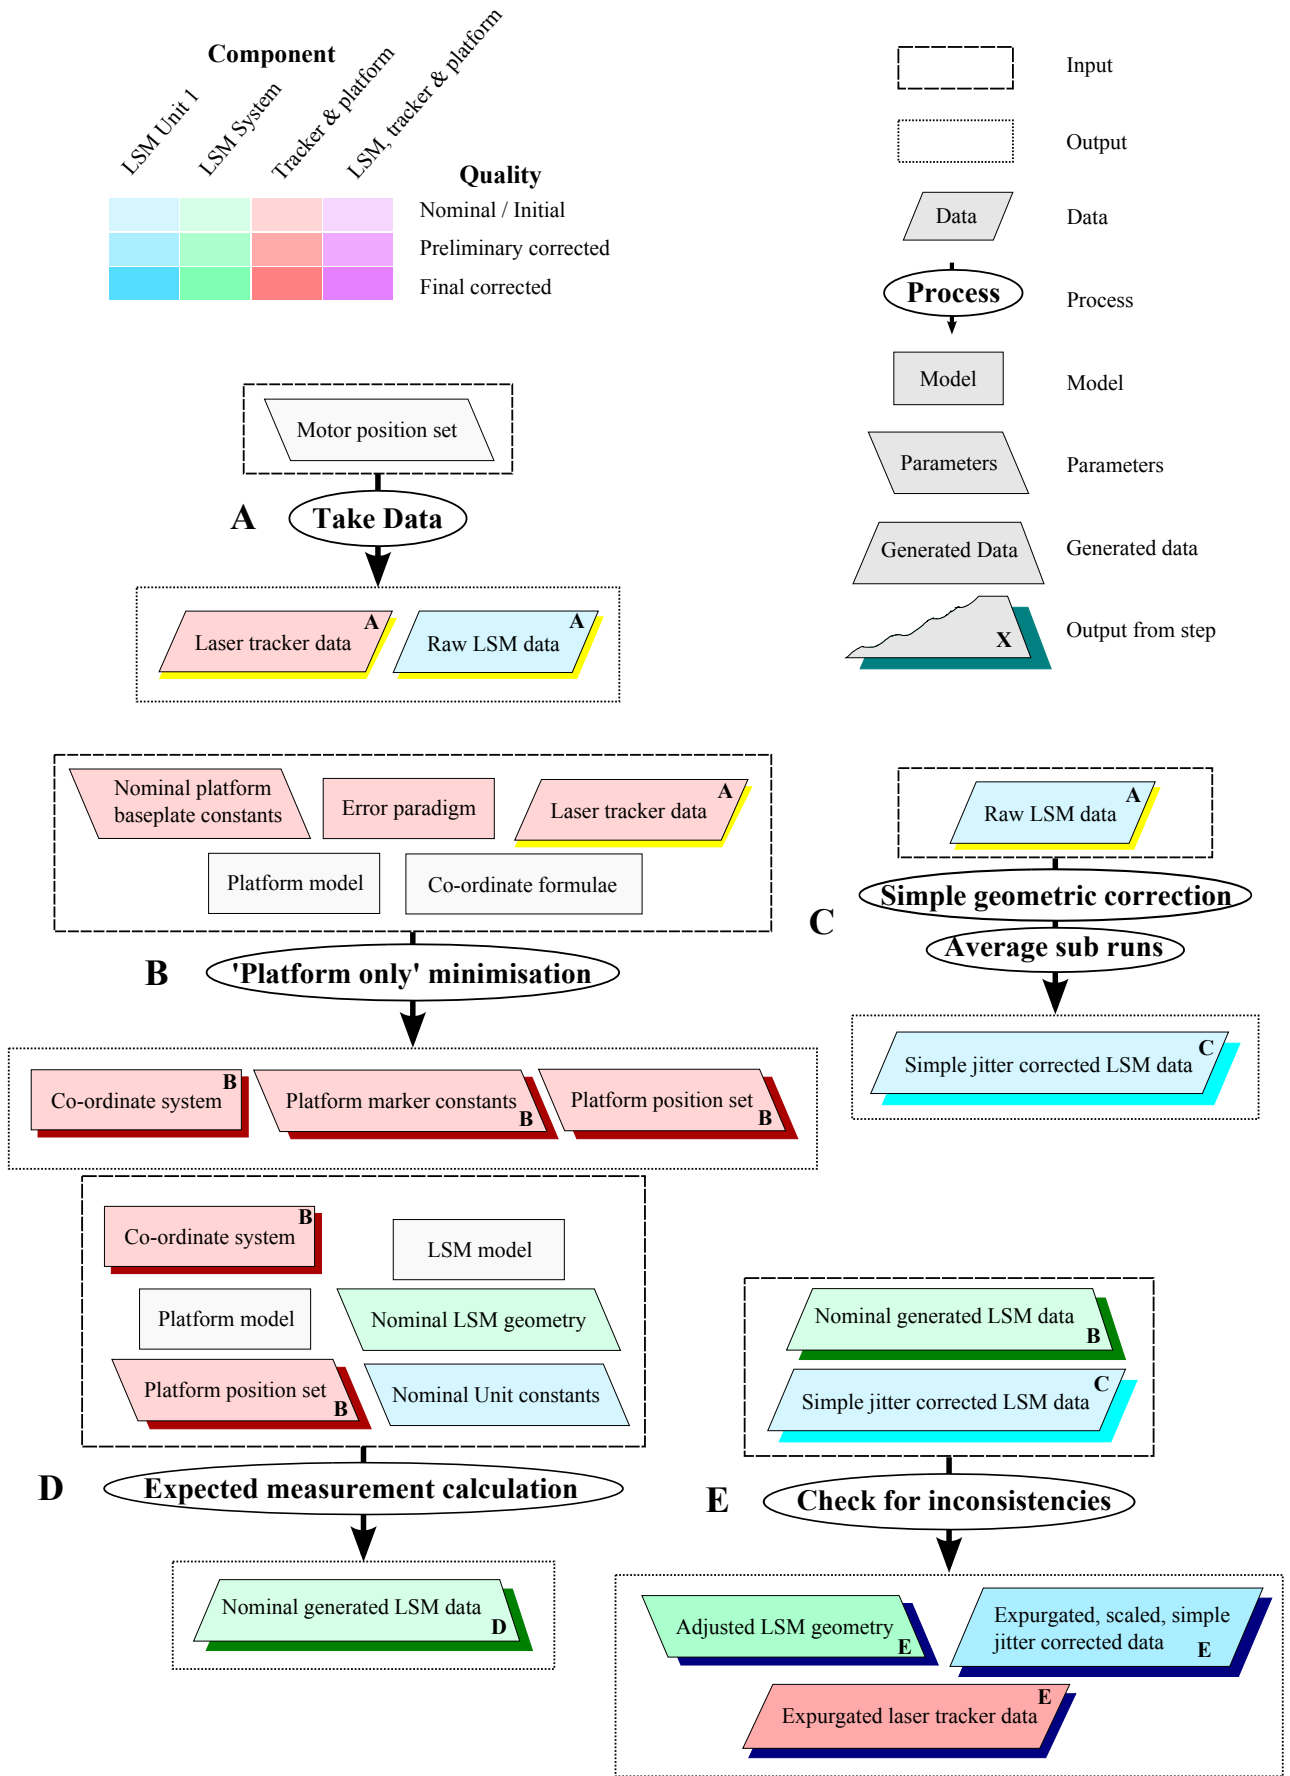 Component
LSM Unit 1
LSM System
Tracker & platform
LSM, tracker & platform
Quality
Nominal / Initial
Preliminary corrected
Final corrected
Input
Output
Data
Data
Process
Process
Model
Model
Parameters
Parameters
Generated Data
Generated data
X
Output from step
Motor position set
A
Take Data
Laser tracker data
A
Raw LSM data
A
Nominal platform
baseplate constants
Error paradigm
Laser tracker data
A
Platform model
Co-ordinate formulae
B
'Platform only' minimisation
Co-ordinate system
B
Platform marker constants
B
Platform position set
B
Raw LSM data
A
C
Simple geometric correction
Average sub runs
Simple jitter corrected LSM data
C
Co-ordinate system
B
LSM model
Platform model
Nominal LSM geometry
Platform position set
B
Nominal Unit constants
D
Expected measurement calculation
Nominal generated LSM data
D
Nominal generated LSM data
B
Simple jitter corrected LSM data
C
E
Check for inconsistencies
Adjusted LSM geometry
E
Expurgated, scaled, simple
jitter corrected data
E
Expurgated laser tracker data
E